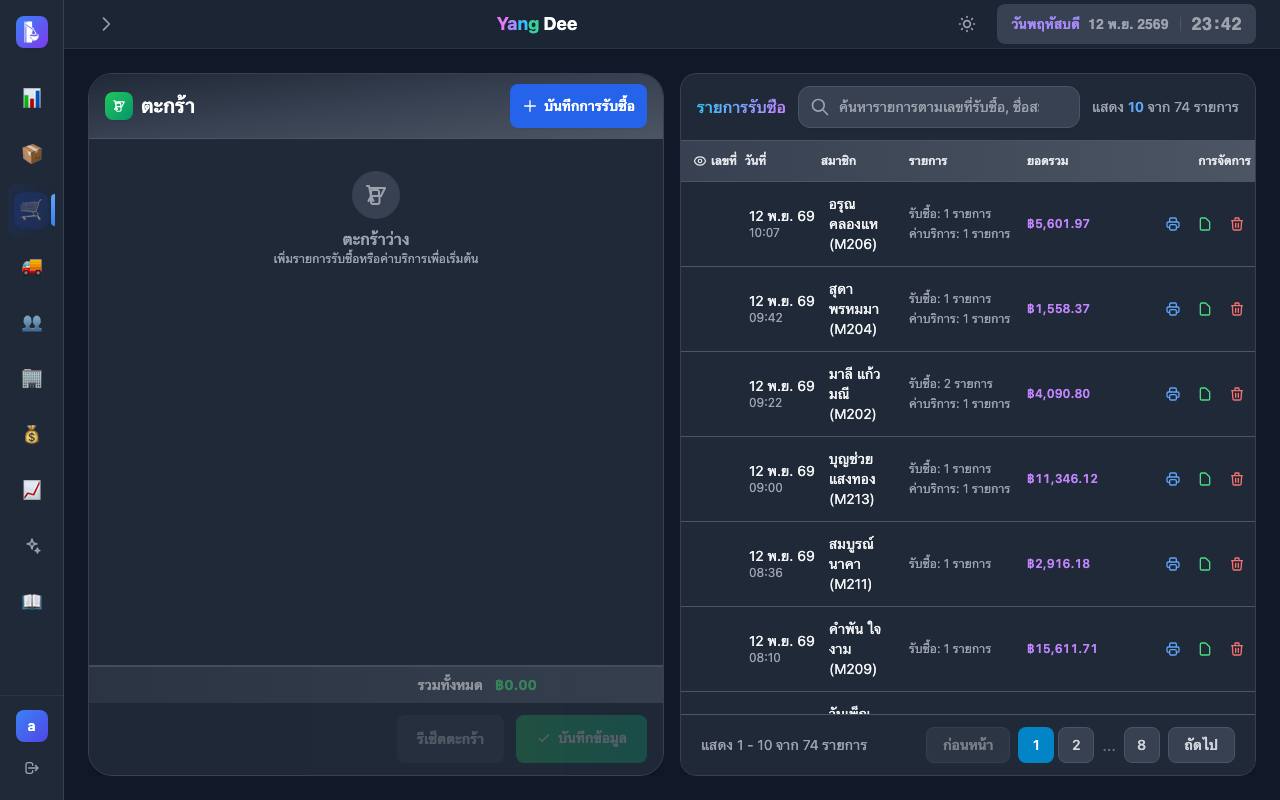 Yang Dee
วันพฤหัสบดี 12 พ.ย. 2569 23:42
ตะกร้า
บันทึกการรับซื้อ
ตะกร้าว่าง
เพิ่มรายการรับซื้อหรือค่าบริการเพื่อเริ่มต้น
รวมทั้งหมด ฿0.00
รีเซ็ตตะกร้า
บันทึกข้อมูล
a
รายการรับซื้อ
ค้นหารายการตามเลขที่รับซื้อ, ชื่อส
แสดง 10 จาก 74 รายการ
เลขที่ วันที่ สมาชิก รายการ ยอดรวม การจัดการ
12 พ.ย. 69
10:07
อรุณ
คลองแห
(M206)
รับซื้อ: 1 รายการ
ค่าบริการ: 1 รายการ
฿5,601.97
12 พ.ย. 69
09:42
สุดา
พรหมมา
(M204)
รับซื้อ: 1 รายการ
ค่าบริการ: 1 รายการ
฿1,558.37
12 พ.ย. 69
09:22
มาลี แก้ว
มณี
(M202)
รับซื้อ: 2 รายการ
ค่าบริการ: 1 รายการ
฿4,090.80
12 พ.ย. 69
09:00
บุญช่วย
แสงทอง
(M213)
รับซื้อ: 1 รายการ
ค่าบริการ: 1 รายการ
฿11,346.12
12 พ.ย. 69
08:36
สมบูรณ์
นาคา
(M211)
รับซื้อ: 1 รายการ
฿2,916.18
12 พ.ย. 69
08:10
คำพัน ใจ
งาม
(M209)
รับซื้อ: 1 รายการ
฿15,611.71
แสดง 1 - 10 จาก 74 รายการ
ก่อนหน้า 1 2 ... 8 ถัดไป